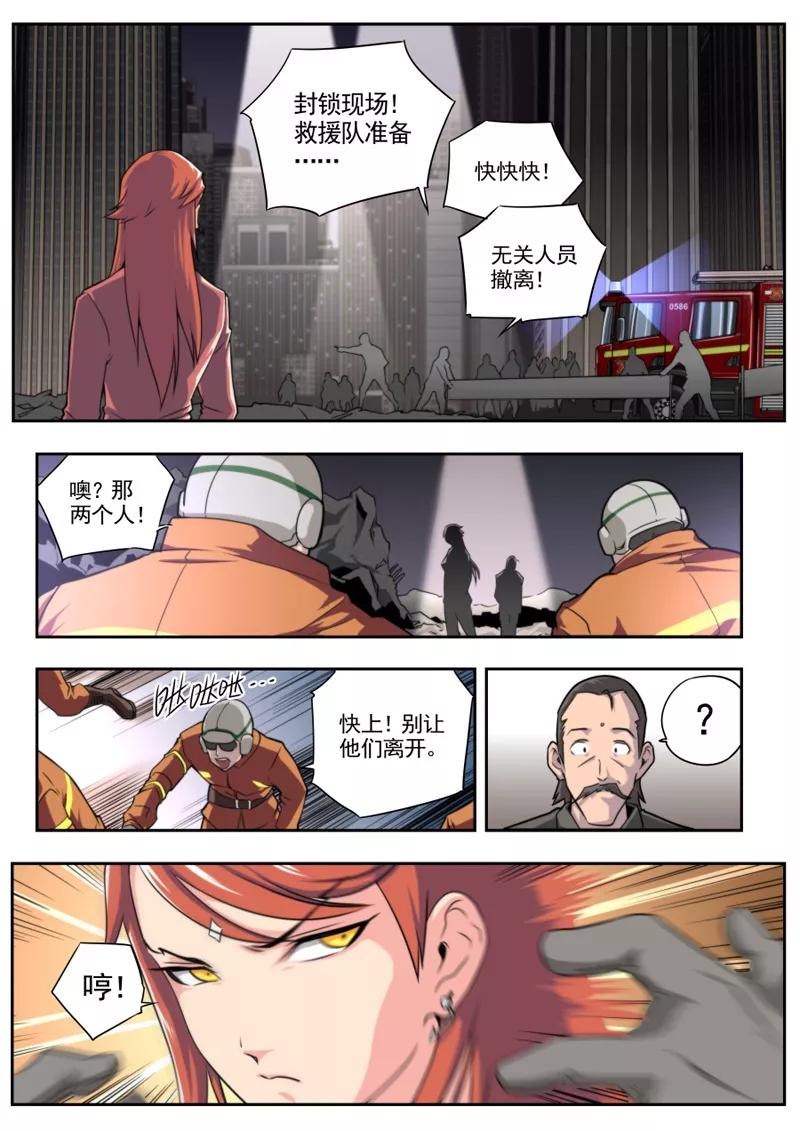 封锁现场！
救援队准备
……
快快快！
无关人员
撤离！
0586
噢？那
两个人！
咻咻咻…
快上！别让
他们离开。
？
哼！